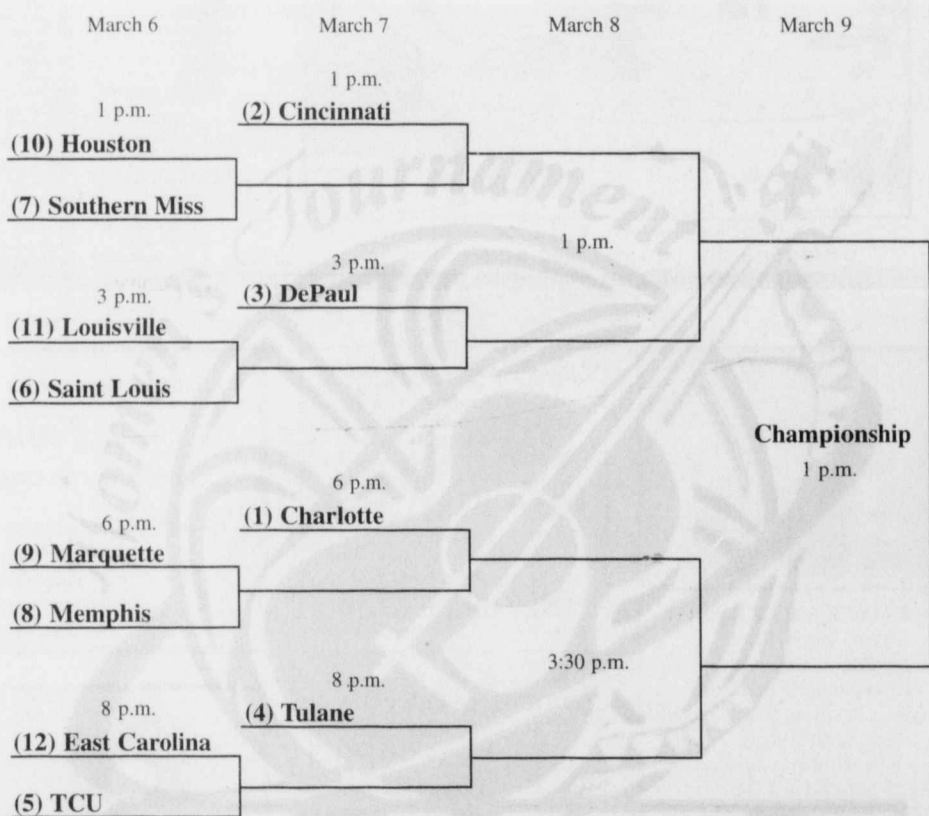 March 6 March 7 March 8 March 9
1 p.m.
1 p.m.
(2) Cincinnati
(10) Houston
(7) Southern Miss
1 p.m.
3 p.m.
3 p.m.
(3) DePaul
(11) Louisville
(6) Saint Louis
Championship
1 p.m.
6 p.m.
(1) Charlotte
6 p.m.
(9) Marquette
(8) Memphis
3:30 p.m.
8 p.m.
8 p.m.
(4) Tulane
(12) East Carolina
(5) TCU
Women's Tournament